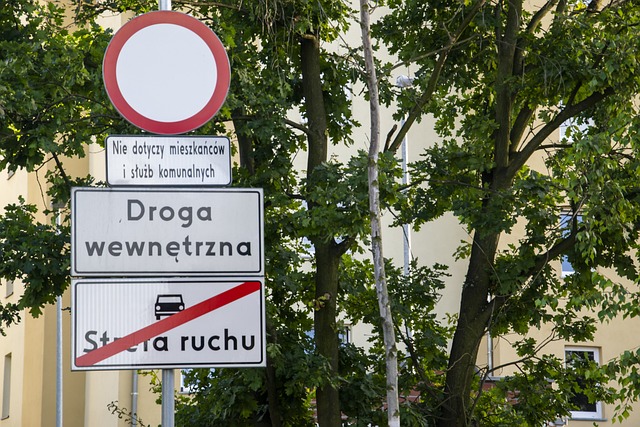 Nie dotyczy mieszkańców
i służb komunalnych
Droga
wewnętrzna
Strefa ruchu